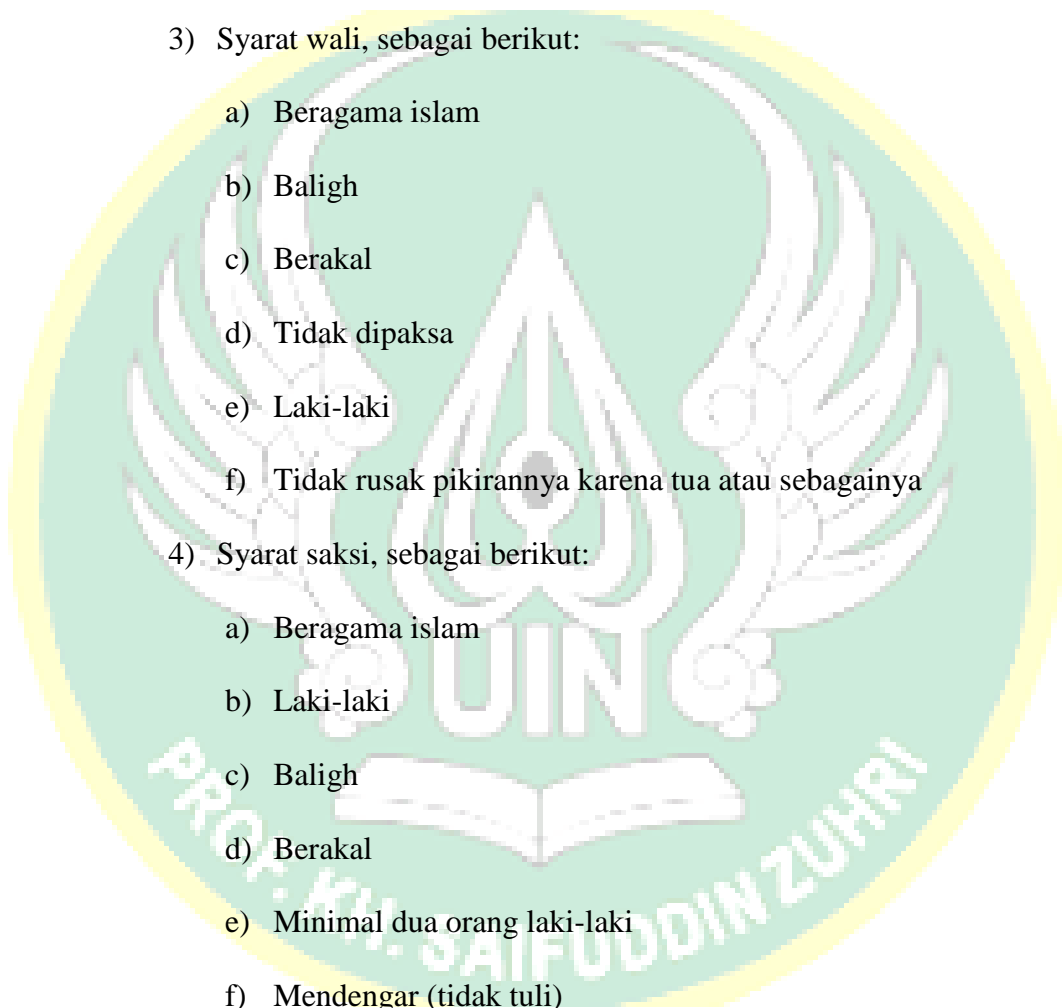 3) Syarat wali, sebagai berikut:
a) Beragama islam
b) Baligh
c) Berakal
d) Tidak dipaksa
e) Laki-laki
f) Tidak rusak pikirannya karena tua atau sebagainya
4) Syarat saksi, sebagai berikut:
a) Beragama islam
UIN
b) Laki-laki
c) Baligh
d) Berakal
e) Minimal dua orang laki-laki
f) Mendengar (tidak tuli)
PROF. KH. SAIFUDDIN ZUHRI